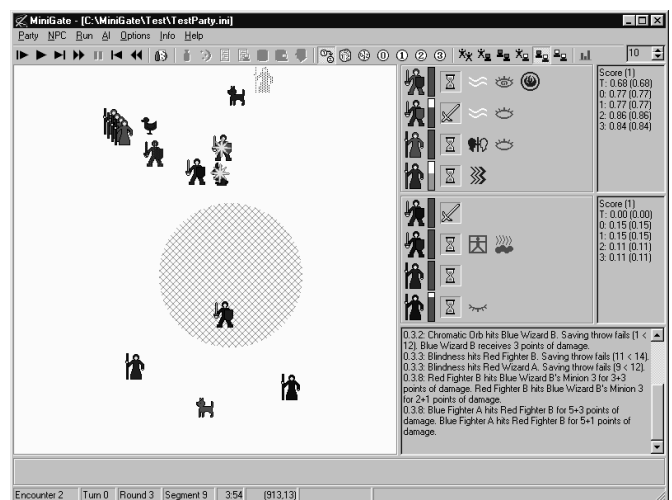 MiniGate - [C:\MiniGate\Test\TestParty.ini]
Party NPC Run AI Options Info Help
0 1 2 3 10
Score (1)
T: 0.68 (0.68)
0: 0.77 (0.77)
1: 0.77 (0.77)
2: 0.86 (0.86)
3: 0.84 (0.84)
Score (1)
T: 0.00 (0.00)
0: 0.15 (0.15)
1: 0.15 (0.15)
2: 0.11 (0.11)
3: 0.11 (0.11)
0.3.2: Chromatic Orb hits Blue Wizard B. Saving throw fails (1 <
12). Blue Wizard B receives 3 points of damage.
0.3.3: Blindness hits Red Fighter B. Saving throw fails (11 < 14).
0.3.3: Blindness hits Red Wizard A. Saving throw fails (9 < 12).
0.3.8: Red Fighter B hits Blue Wizard B's Minion 3 for 3+3
points of damage. Red Fighter B hits Blue Wizard B's Minion 3
for 2+1 points of damage.
0.3.8: Blue Fighter A hits Red Fighter B for 5+3 points of
damage. Blue Fighter A hits Red Fighter B for 5+1 points of
damage.
Encounter 2 Turn 0 Round 3 Segment 9 3:54 (913,13)